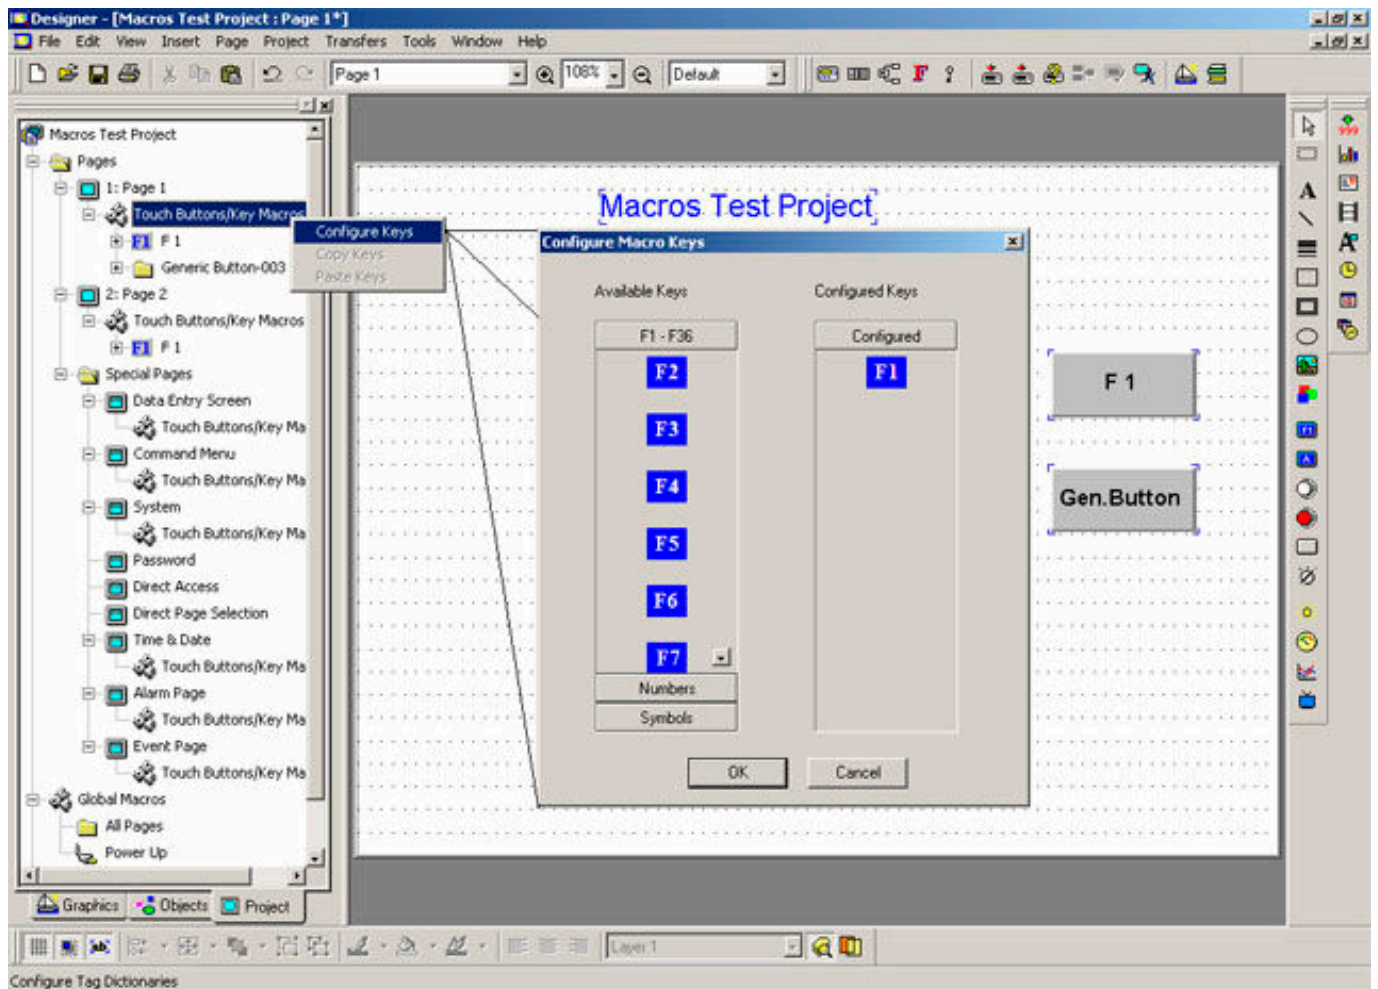 Designer - [Macros Test Project : Page 1*]
File Edit View Insert Page Project Transfers Tools Window Help
Page 1
108%
Default
F
?
Macros Test Project
Pages
1: Page 1
Touch Buttons/Key Macros
F1 F 1
Generic Button-003
2: Page 2
Touch Buttons/Key Macros
F1 F 1
Special Pages
Data Entry Screen
Touch Buttons/Key Ma
Command Menu
Touch Buttons/Key Ma
System
Touch Buttons/Key Ma
Password
Direct Access
Direct Page Selection
Time & Date
Touch Buttons/Key Ma
Alarm Page
Touch Buttons/Key Ma
Event Page
Touch Buttons/Key Ma
Global Macros
All Pages
Power Up
Graphics Objects Project
Configure Keys
Copy Keys
Paste Keys
Macros Test Project
Configure Macro Keys
Available Keys
Configured Keys
F1 - F36
Configured
F2
F1
F3
F4
F5
F6
F7
Numbers
Symbols
OK
Cancel
F 1
Gen.Button
999
A
A
F1
A
ab
Layer 1
Configure Tag Dictionaries